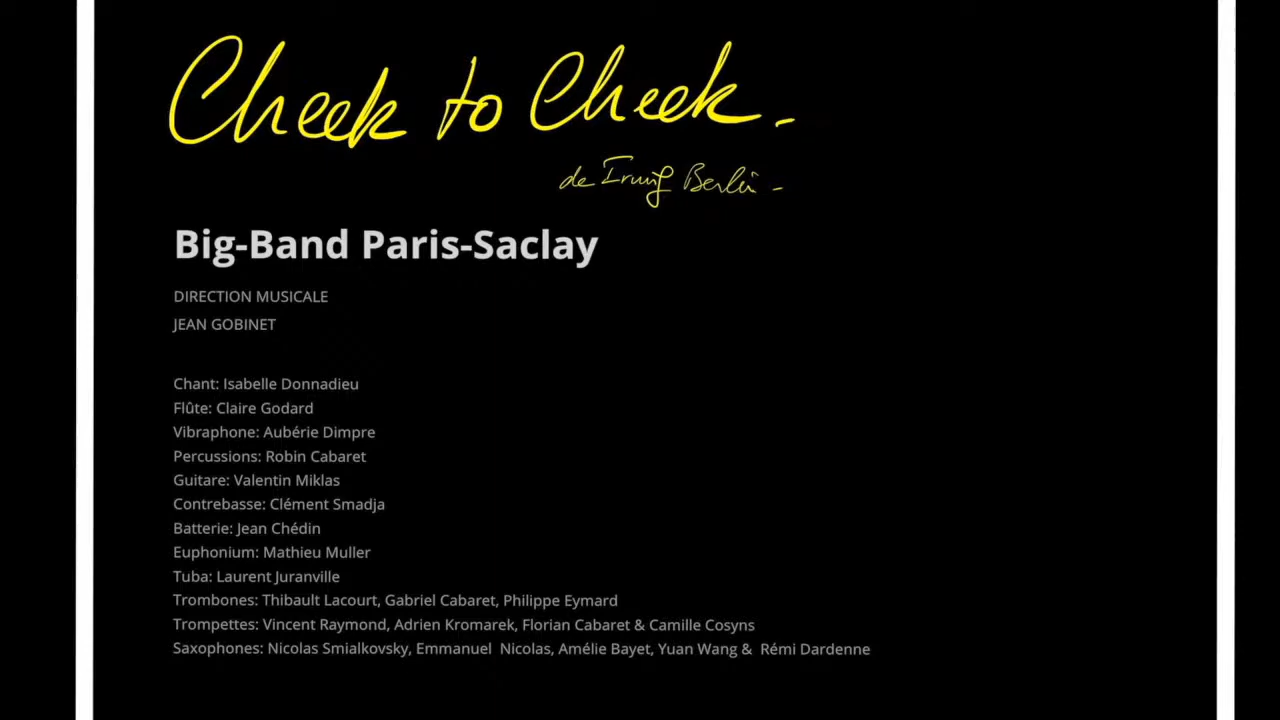 Cheek to Cheek.
de Irving Berlin -
Big-Band Paris-Saclay
DIRECTION MUSICALE
JEAN GOBINET
Chant: Isabelle Donnadieu
Flûte: Claire Godard
Vibraphone: Aubérie Dimpre
Percussions: Robin Cabaret
Guitare: Valentin Miklas
Contrebasse: Clément Smadja
Batterie: Jean Chédin
Euphonium: Mathieu Muller
Tuba: Laurent Juranville
Trombones: Thibault Lacourt, Gabriel Cabaret, Philippe Eymard
Trompettes: Vincent Raymond, Adrien Kromarek, Florian Cabaret & Camille Cosyns
Saxophones: Nicolas Smialkovsky, Emmanuel Nicolas, Amélie Bayet, Yuan Wang & Rémi Dardenne